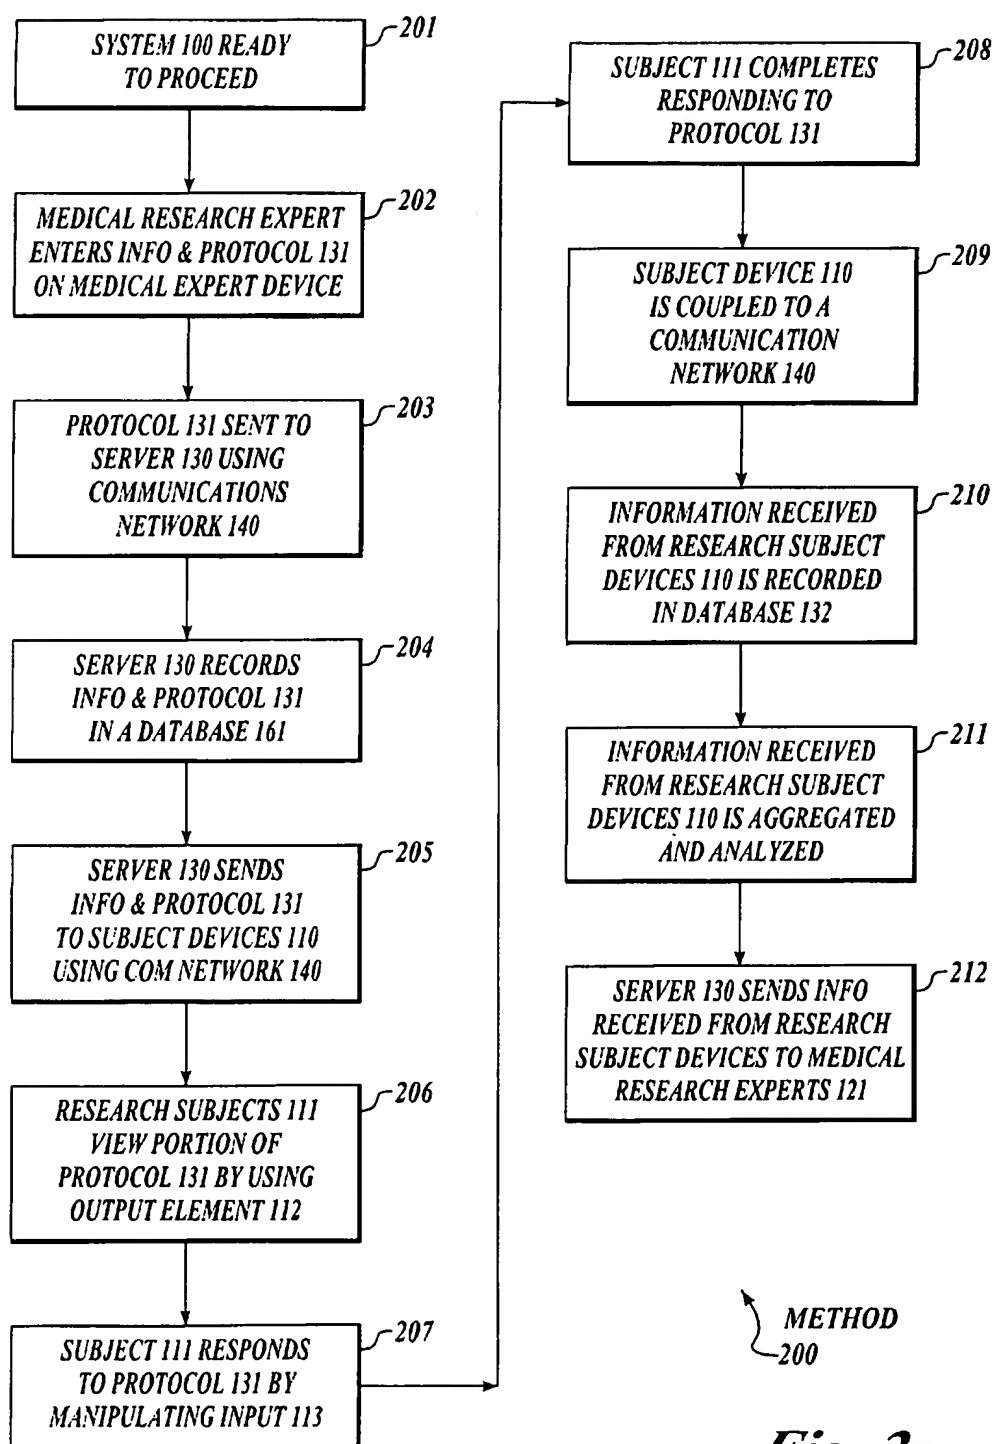 SYSTEM 100 READY
TO PROCEED
201
MEDICAL RESEARCH EXPERT
ENTERS INFO & PROTOCOL 131
ON MEDICAL EXPERT DEVICE
202
PROTOCOL 131 SENT TO
SERVER 130 USING
COMMUNICATIONS
NETWORK 140
203
SERVER 130 RECORDS
INFO & PROTOCOL 131
IN A DATABASE 161
204
SERVER 130 SENDS
INFO & PROTOCOL 131
TO SUBJECT DEVICES 110
USING COM NETWORK 140
205
RESEARCH SUBJECTS 111
VIEW PORTION OF
PROTOCOL 131 BY USING
OUTPUT ELEMENT 112
206
SUBJECT 111 RESPONDS
TO PROTOCOL 131 BY
MANIPULATING INPUT 113
207
SUBJECT 111 COMPLETES
RESPONDING TO
PROTOCOL 131
208
SUBJECT DEVICE 110
IS COUPLED TO A
COMMUNICATION
NETWORK 140
209
INFORMATION RECEIVED
FROM RESEARCH SUBJECT
DEVICES 110 IS RECORDED
IN DATABASE 132
210
INFORMATION RECEIVED
FROM RESEARCH SUBJECT
DEVICES 110 IS AGGREGATED
AND ANALYZED
211
SERVER 130 SENDS INFO
RECEIVED FROM RESEARCH
SUBJECT DEVICES TO MEDICAL
RESEARCH EXPERTS 121
212
METHOD
200